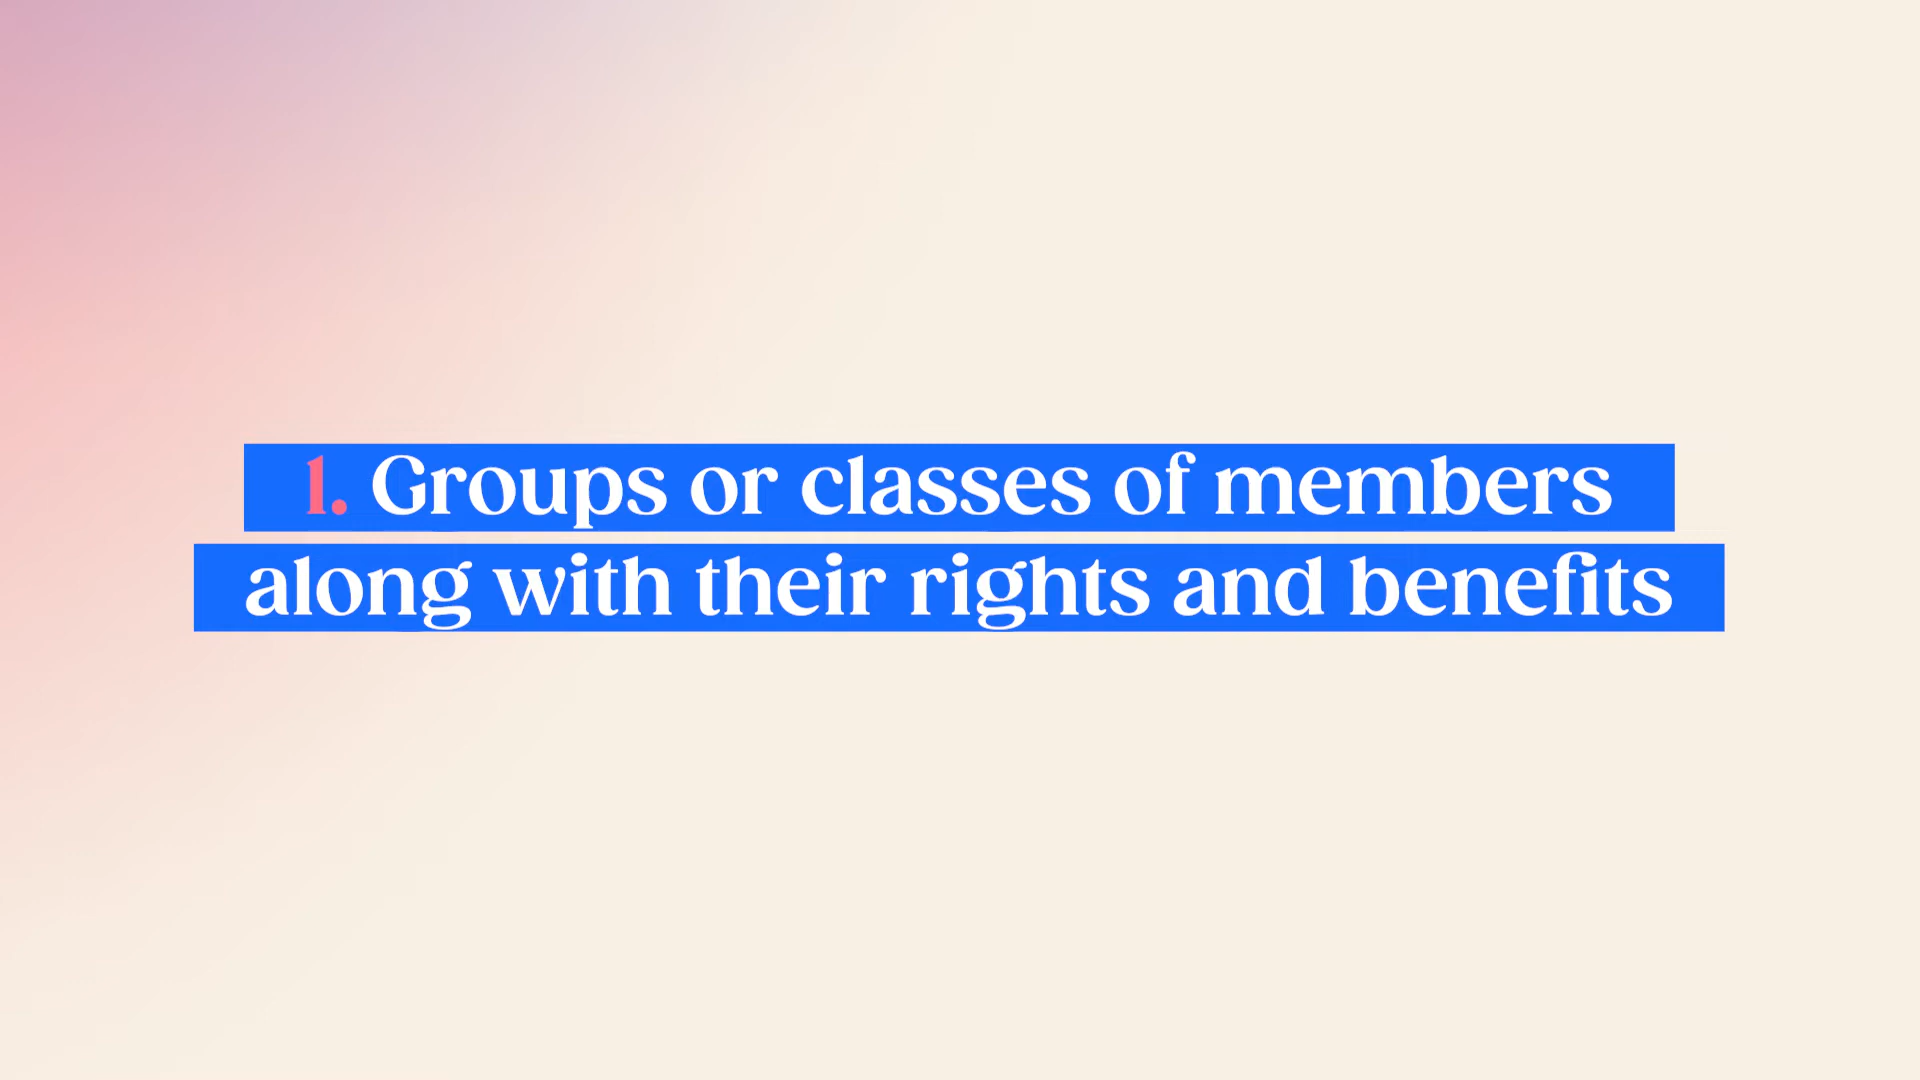 1. Groups or classes of members
along with their rights and benefits